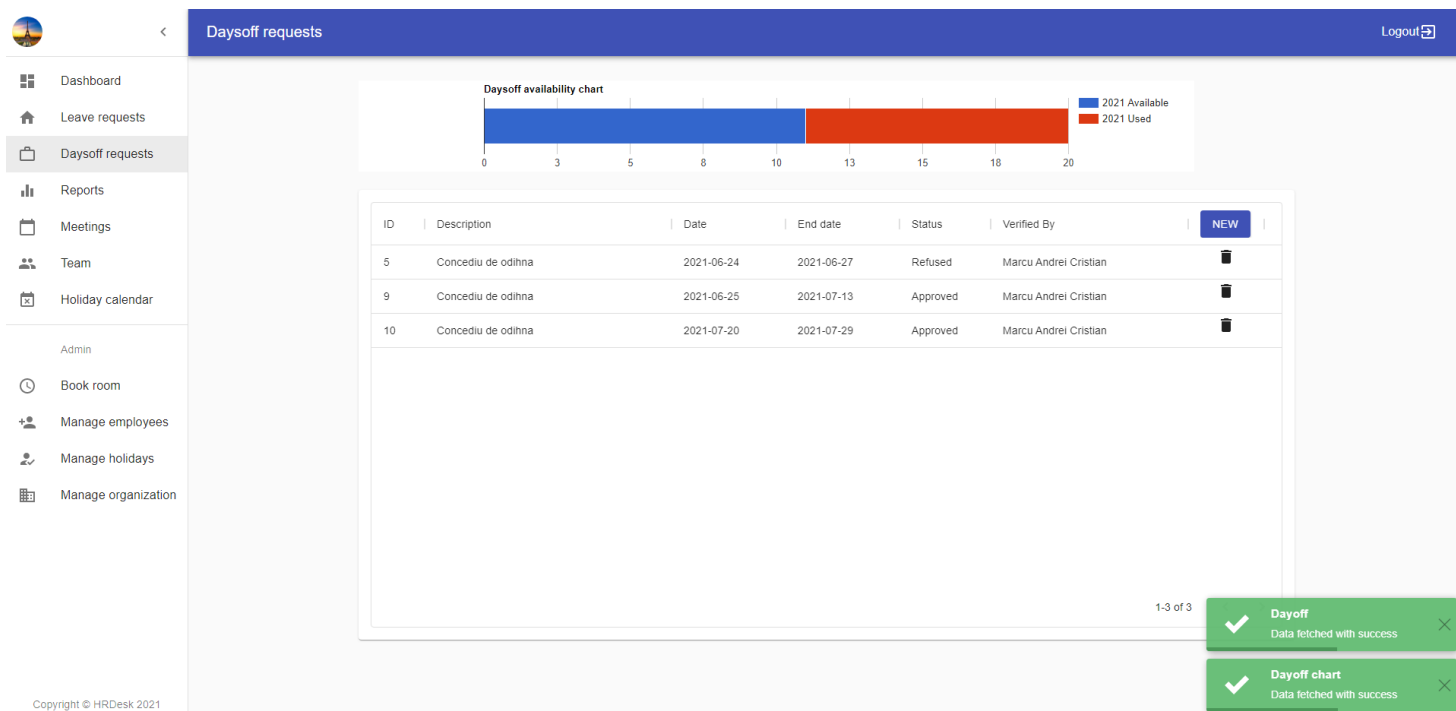 Daysoff requests
Logout
Dashboard
Leave requests
Daysoff requests
Reports
Meetings
Team
Holiday calendar
Admin
Book room
Manage employees
Manage holidays
Manage organization
Copyright © HRDesk 2021
Daysoff availability chart
2021 Available
2021 Used
0 3 5 8 10 13 15 18 20
ID Description Date End date Status Verified By NEW
5 Concediu de odihna 2021-06-24 2021-06-27 Refused Marcu Andrei Cristian
9 Concediu de odihna 2021-06-25 2021-07-13 Approved Marcu Andrei Cristian
10 Concediu de odihna 2021-07-20 2021-07-29 Approved Marcu Andrei Cristian
1-3 of 3
Dayoff
Data fetched with success
Dayoff chart
Data fetched with success